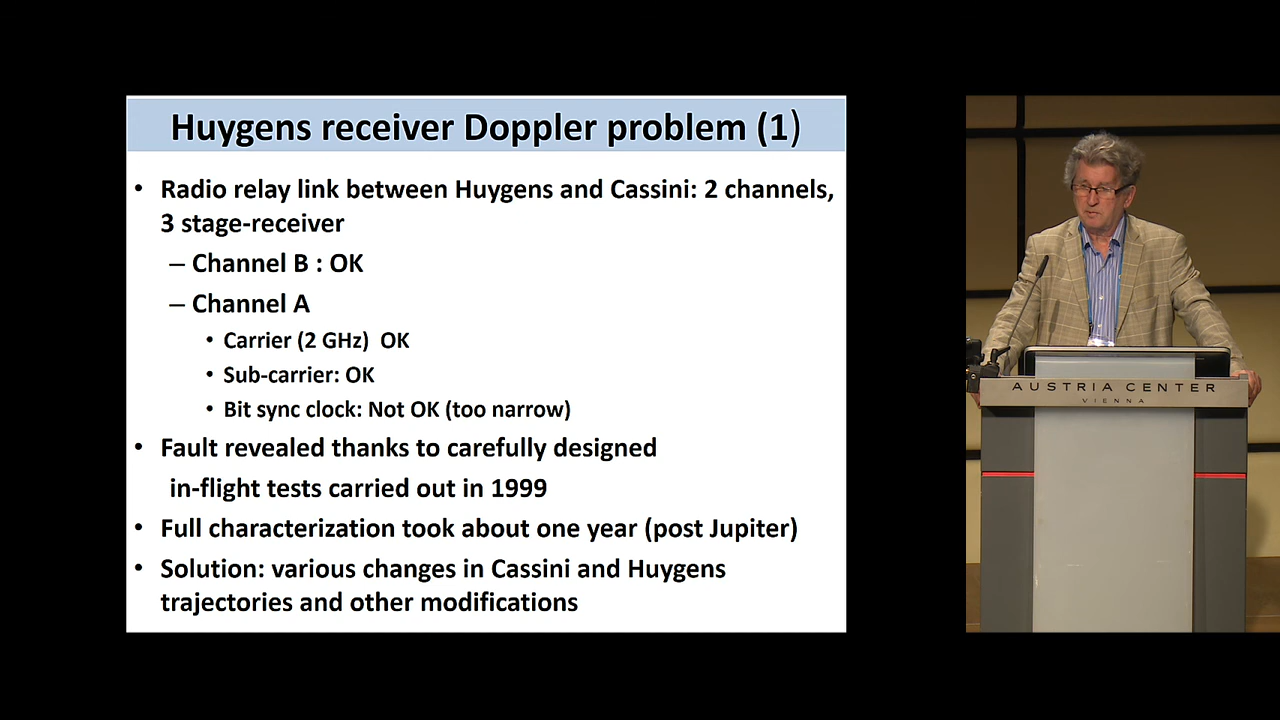 Huygens receiver Doppler problem (1)
• Radio relay link between Huygens and Cassini: 2 channels,
3 stage-receiver
– Channel B : OK
– Channel A
• Carrier (2 GHz) OK
• Sub-carrier: OK
• Bit sync clock: Not OK (too narrow)
• Fault revealed thanks to carefully designed
in-flight tests carried out in 1999
• Full characterization took about one year (post Jupiter)
• Solution: various changes in Cassini and Huygens
trajectories and other modifications
AUSTRIA CENTER
VIENNA